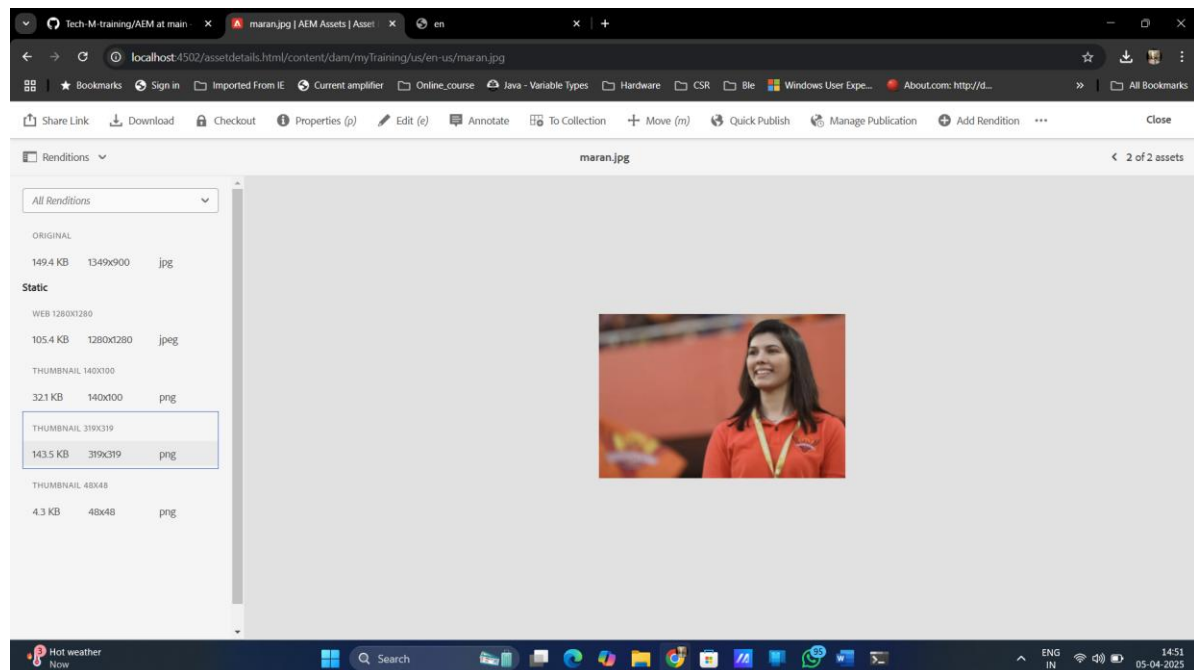 Tech-M-training/AEM at main
maran.jpg | AEM Assets | Asset
en
localhost:4502/assetdetails.html/content/dam/myTraining/us/en-us/maran.jpg
Bookmarks Sign in Imported From IE Current amplifier Online_course Java - Variable Types Hardware CSR Ble Windows User Expe... About.com: http://d... » All Bookmarks
Share Link Download Checkout Properties (p) Edit (e) Annotate To Collection Move (m) Quick Publish Manage Publication Add Rendition ... Close
Renditions maran.jpg 2 of 2 assets
All Renditions
ORIGINAL
149.4 KB 1349x900 jpg
Static
WEB 1280X1280
105.4 KB 1280x1280 jpeg
THUMBNAIL 140X100
32.1 KB 140x100 png
THUMBNAIL 319X319
143.5 KB 319x319 png
THUMBNAIL 48X48
4.3 KB 48x48 png
3 Hot weather
Now
Search
95
ENG
IN
14:51
05-04-2025